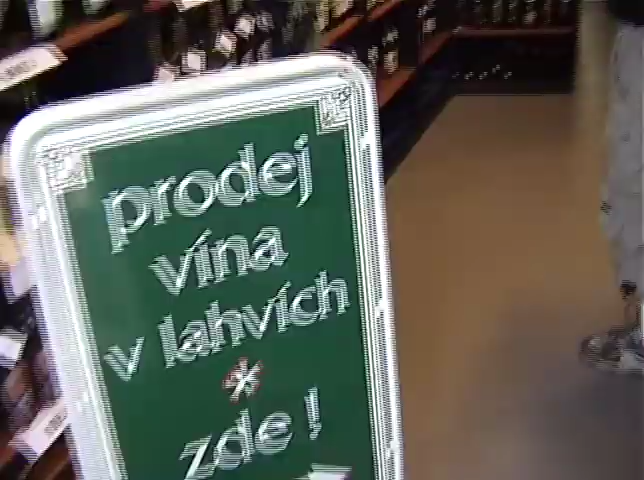 prodej
vína
v lahvích
*
zde!